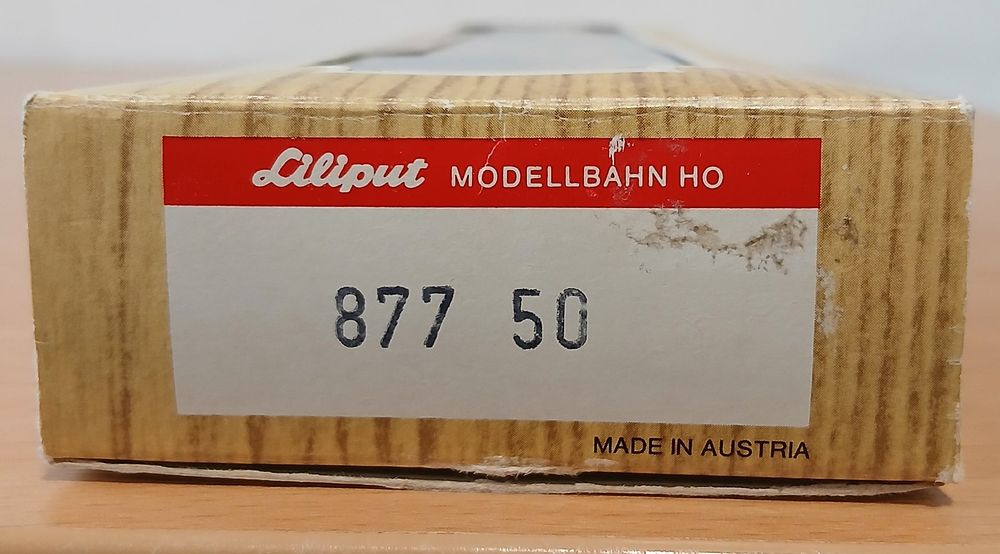 Liliput MODELLBAHN HO
877 50
MADE IN AUSTRIA